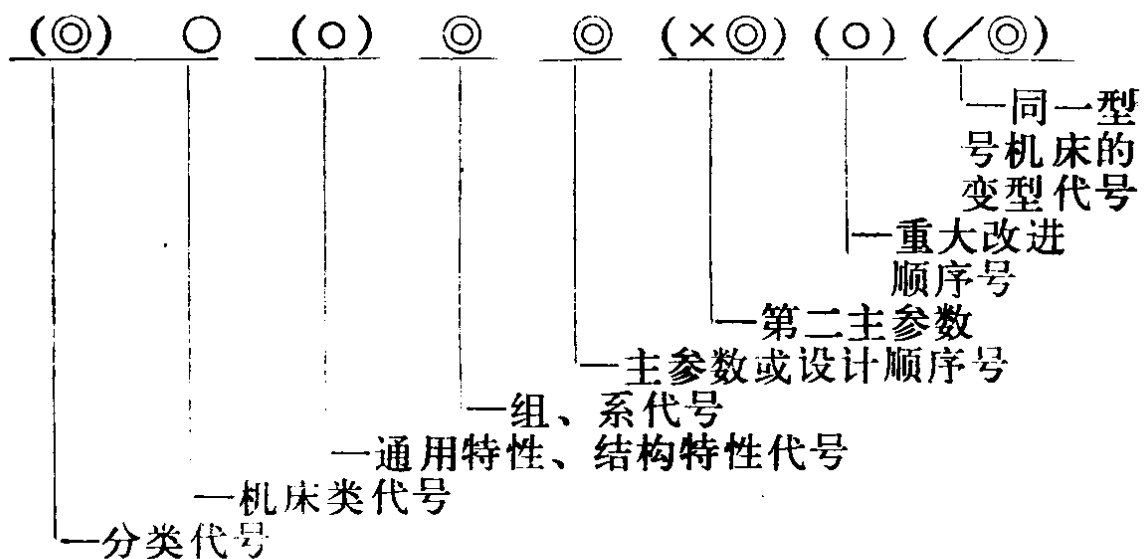 (◎) ○ (○) ◎ ◎ (×◎) (○) (/◎)
同一型
号机床的
变型代号
重大改进
顺序号
第二主参数
主参数或设计顺序号
组、系代号
通用特性、结构特性代号
机床类代号
分类代号